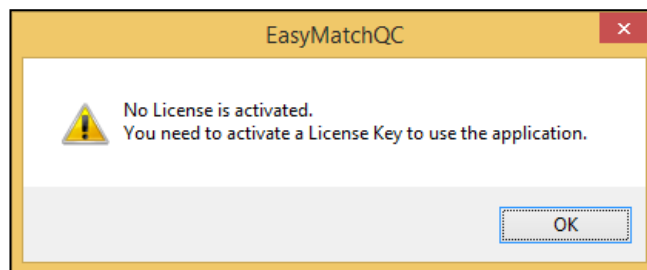 EasyMatchQC
No License is activated.
You need to activate a License Key to use the application.
OK